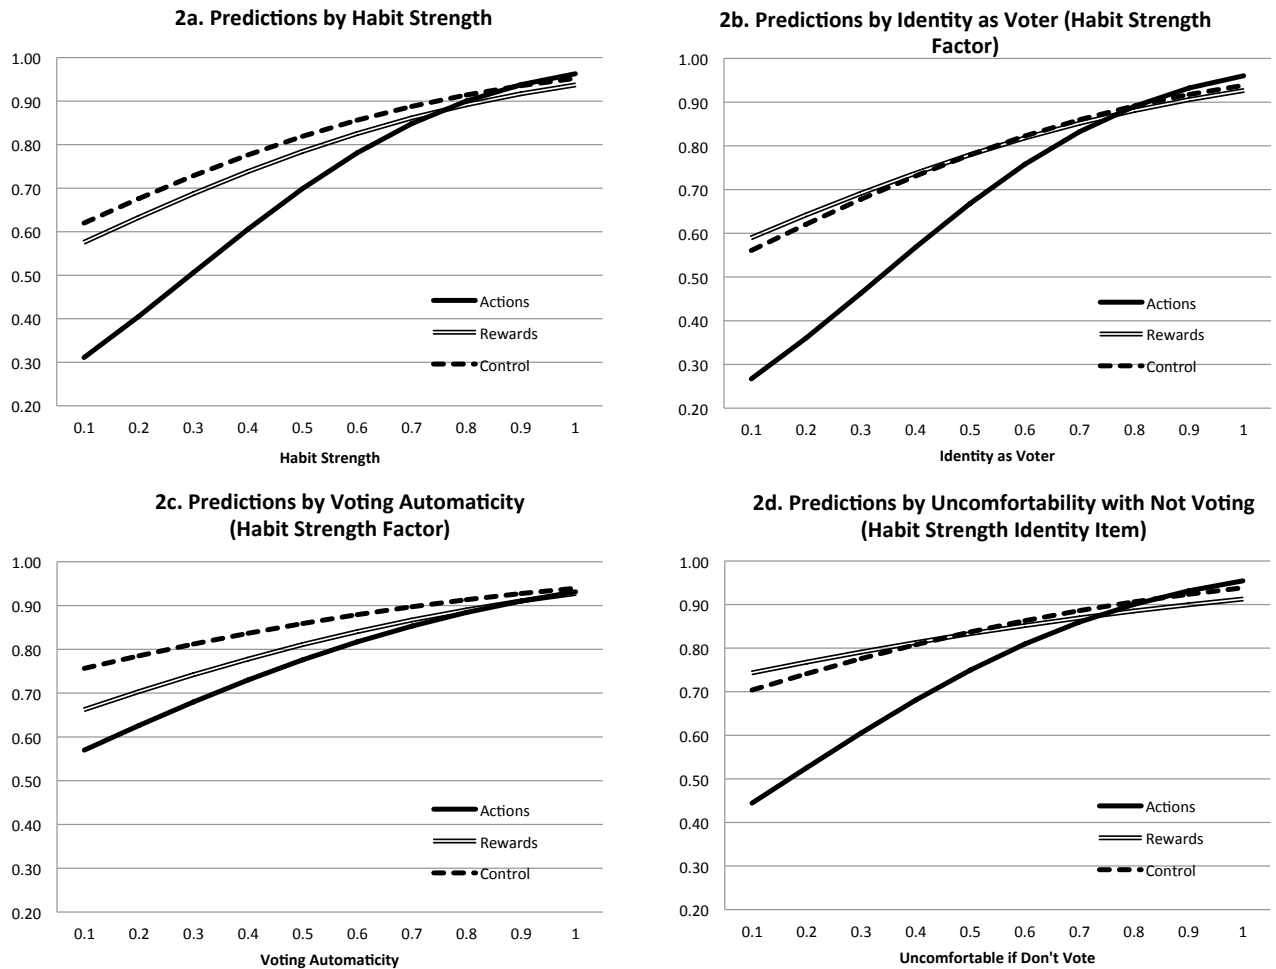 2a. Predictions by Habit Strength
1.00
0.90
0.80
0.70
0.60
0.50
0.40
0.30
0.20
Actions
Rewards
Control
0.1 0.2 0.3 0.4 0.5 0.6 0.7 0.8 0.9 1
Habit Strength
2b. Predictions by Identity as Voter (Habit Strength
Factor)
1.00
0.90
0.80
0.70
0.60
0.50
0.40
0.30
0.20
Actions
Rewards
Control
0.1 0.2 0.3 0.4 0.5 0.6 0.7 0.8 0.9 1
Identity as Voter
2c. Predictions by Voting Automaticity
(Habit Strength Factor)
1.00
0.90
0.80
0.70
0.60
0.50
0.40
0.30
0.20
Actions
Rewards
Control
0.1 0.2 0.3 0.4 0.5 0.6 0.7 0.8 0.9 1
Voting Automaticity
2d. Predictions by Uncomfortability with Not Voting
(Habit Strength Identity Item)
1.00
0.90
0.80
0.70
0.60
0.50
0.40
0.30
0.20
Actions
Rewards
Control
0.1 0.2 0.3 0.4 0.5 0.6 0.7 0.8 0.9 1
Uncomfortable if Don't Vote